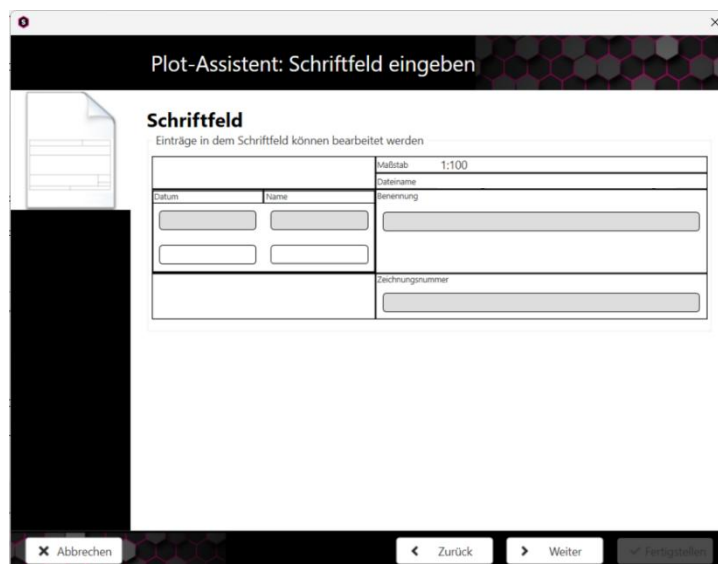 Plot-Assistent: Schriftfeld eingeben
Schriftfeld
Einträge in dem Schriftfeld können bearbeitet werden
Maßstab 1:100
Dateiname
Datum Name Benennung
Zeichnungsnummer
Abbrechen Zurück Weiter Fertigstellen